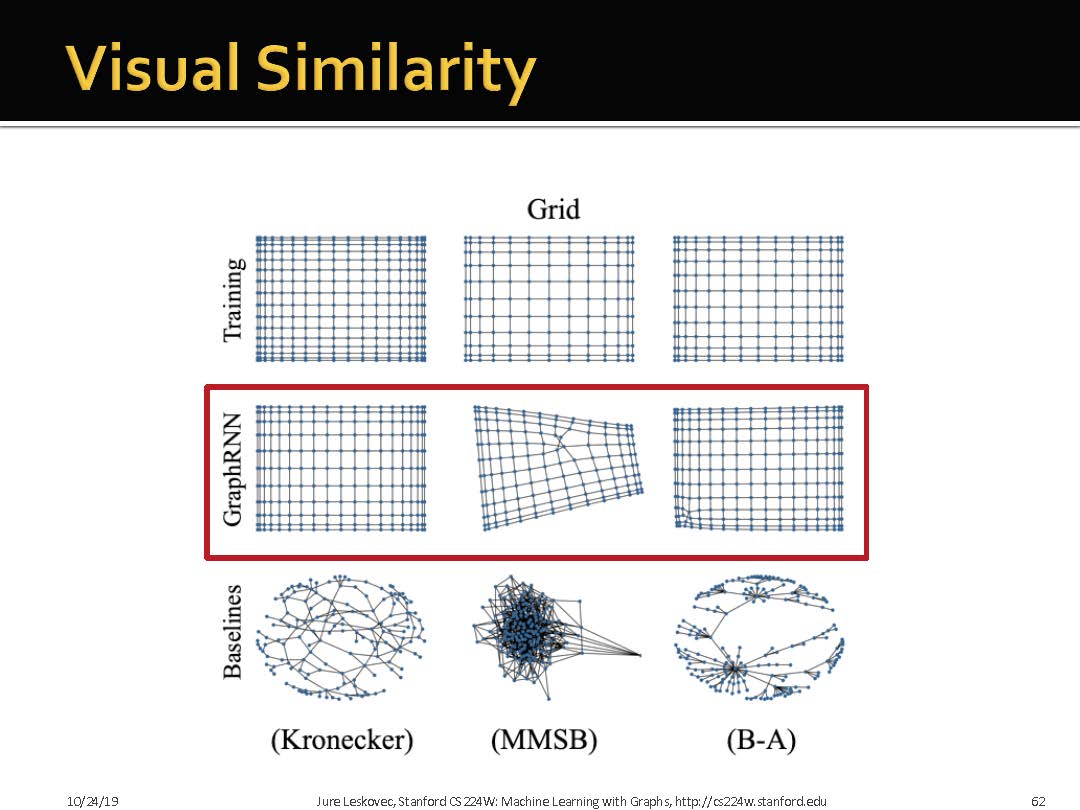 Visual Similarity
Grid
Training
GraphRNN
Baselines
(Kronecker) (MMSB) (B-A)
10/24/19 Jure Leskovec, Stanford CS224W: Machine Learning with Graphs, http://cs224w.stanford.edu 62